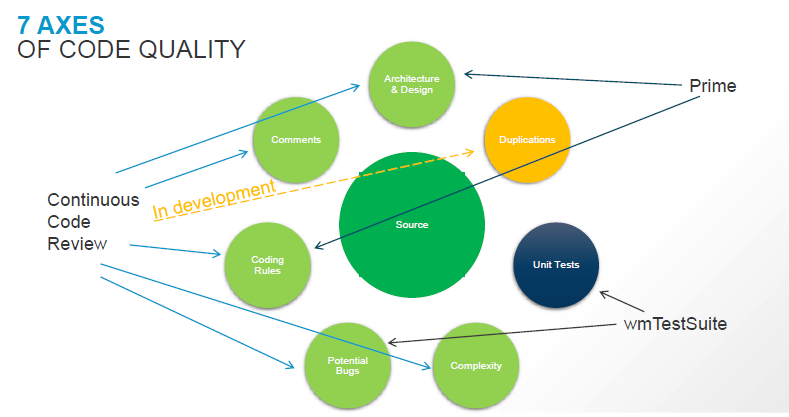 7 AXES
OF CODE QUALITY
Architecture
& Design
Prime
Comments
Duplications
In development
Continuous
Code
Review
Source
Coding
Rules
Unit Tests
wmTestSuite
Potential
Bugs
Complexity